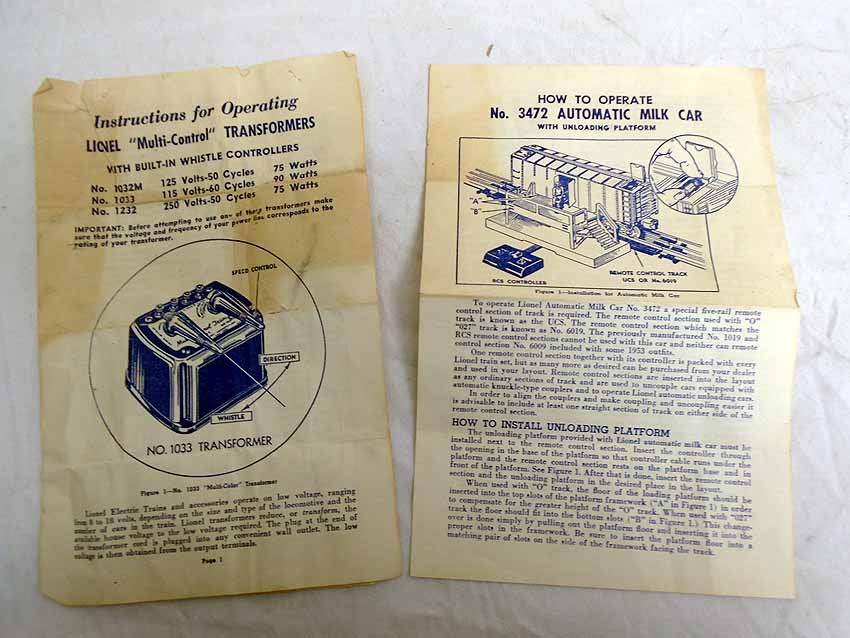 Instructions for Operating
LIONEL "Multi-Control" TRANSFORMERS
WITH BUILT-IN WHISTLE CONTROLLERS
No. 1032M 125 Volts-50 Cycles 75 Watts
No. 1033 115 Volts-60 Cycles 90 Watts
No. 1232 250 Volts-50 Cycles 75 Watts
IMPORTANT: Before attempting to use any of these transformers make
sure that the voltage and frequency of your power line corresponds to the
rating of your transformer.
SPEED CONTROL
DIRECTION
WHISTLE
NO. 1033 TRANSFORMER
Figure 1—No. 1033 "Multi-Color" Transformer
Lionel Electric Trains and accessories operate on low voltage, ranging
from 8 to 18 volts, depending on the size and type of the locomotive and the
number of cars in the train. Lionel transformers reduce, or transform, the
available house voltage to the low voltage required. The plug at the end of
the transformer cord is plugged into any convenient wall outlet. The low
voltage is then obtained from the output terminals.
Page 1
HOW TO OPERATE
No. 3472 AUTOMATIC MILK CAR
WITH UNLOADING PLATFORM
"A"
"B"
RCS CONTROLLER
REMOTE CONTROL TRACK
UCS OR No. 6019
Figure 1—Installation for Automatic Milk Car
To operate Lionel Automatic Milk Car No. 3472 a special five-rail remote
control section of track is required. The remote control section used with "O"
track is known as the UCS. The remote control section which matches the
"027" track is known as No. 6019. The previously manufactured No. 1019 and
RCS remote control sections cannot be used with this car and neither can remote
control section No. 6009 included with some 1953 outfits.
One remote control section together with its controller is packed with every
Lionel train set, but as many more as desired can be purchased from your dealer
and used in your layout. Remote control sections are inserted into the layout
as any ordinary sections of track and are used to uncouple cars equipped with
automatic knuckle-type couplers and to operate Lionel automatic unloading cars.
In order to align the couplers and make coupling and uncoupling easier it
is advisable to include at least one straight section of track on either side of the
remote control section.
HOW TO INSTALL UNLOADING PLATFORM
The unloading platform provided with Lionel automatic milk car must be
installed next to the remote control section. Insert the controller through
the opening in the base of the platform so that controller cable runs under the
platform and the remote control section rests on the platform base and in
front of the platform. See Figure 1. After that is done, insert the remote control
section and the unloading platform in the desired place in the layout.
When used with "O" track, the floor of the loading platform should be
inserted into the top slots of the platform framework ("A" in Figure 1) in order
to compensate for the greater height of the "O" track. When used with "027"
track the floor should fit into the bottom slots ("B" in Figure 1.) This change-
over is done simply by pulling out the platform floor and inserting it into the
proper slots in the framework. Be sure to insert the platform floor into a
matching pair of slots on the side of the framework facing the track.